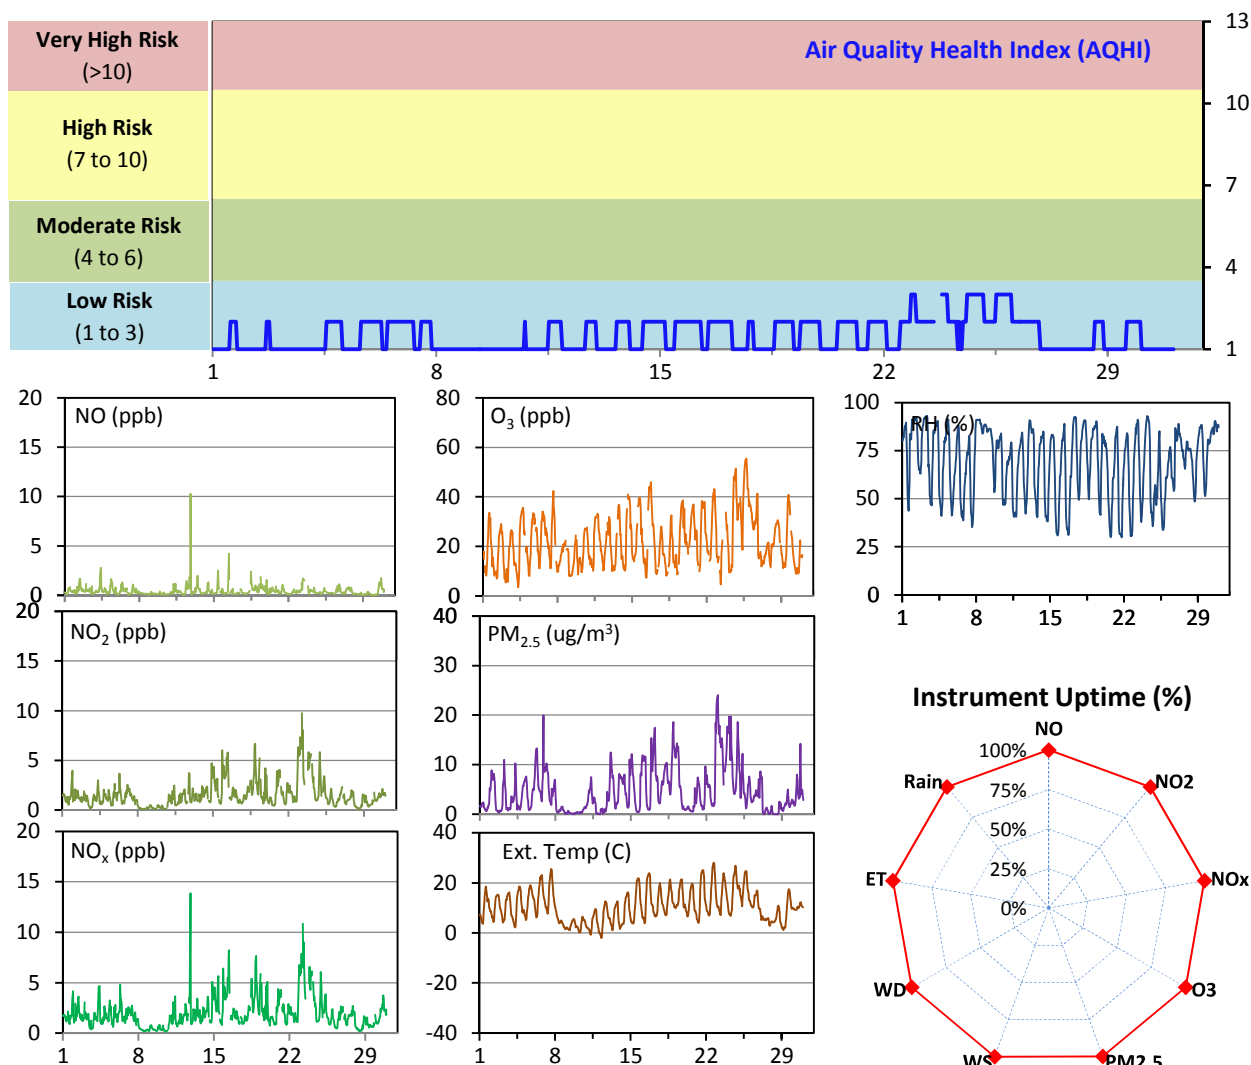 Very High Risk
(>10)
High Risk
(7 to 10)
Moderate Risk
(4 to 6)
Low Risk
(1 to 3)
Air Quality Health Index (AQHI)
13
10
7
4
1
1 8 15 22 29
NO (ppb)
20
15
10
5
0
O3 (ppb)
80
60
40
20
0
RH (%)
100
75
50
25
0
1 8 15 22 29
NO2 (ppb)
20
15
10
5
0
PM2.5 (ug/m3)
40
30
20
10
0
NOx (ppb)
20
15
10
5
0
1 8 15 22 29
Ext. Temp (C)
40
20
0
-20
-40
1 8 15 22 29
Instrument Uptime (%)
NO
NO2
NOx
O3
PM2.5
WS
WD
ET
Rain
100%
75%
50%
25%
0%